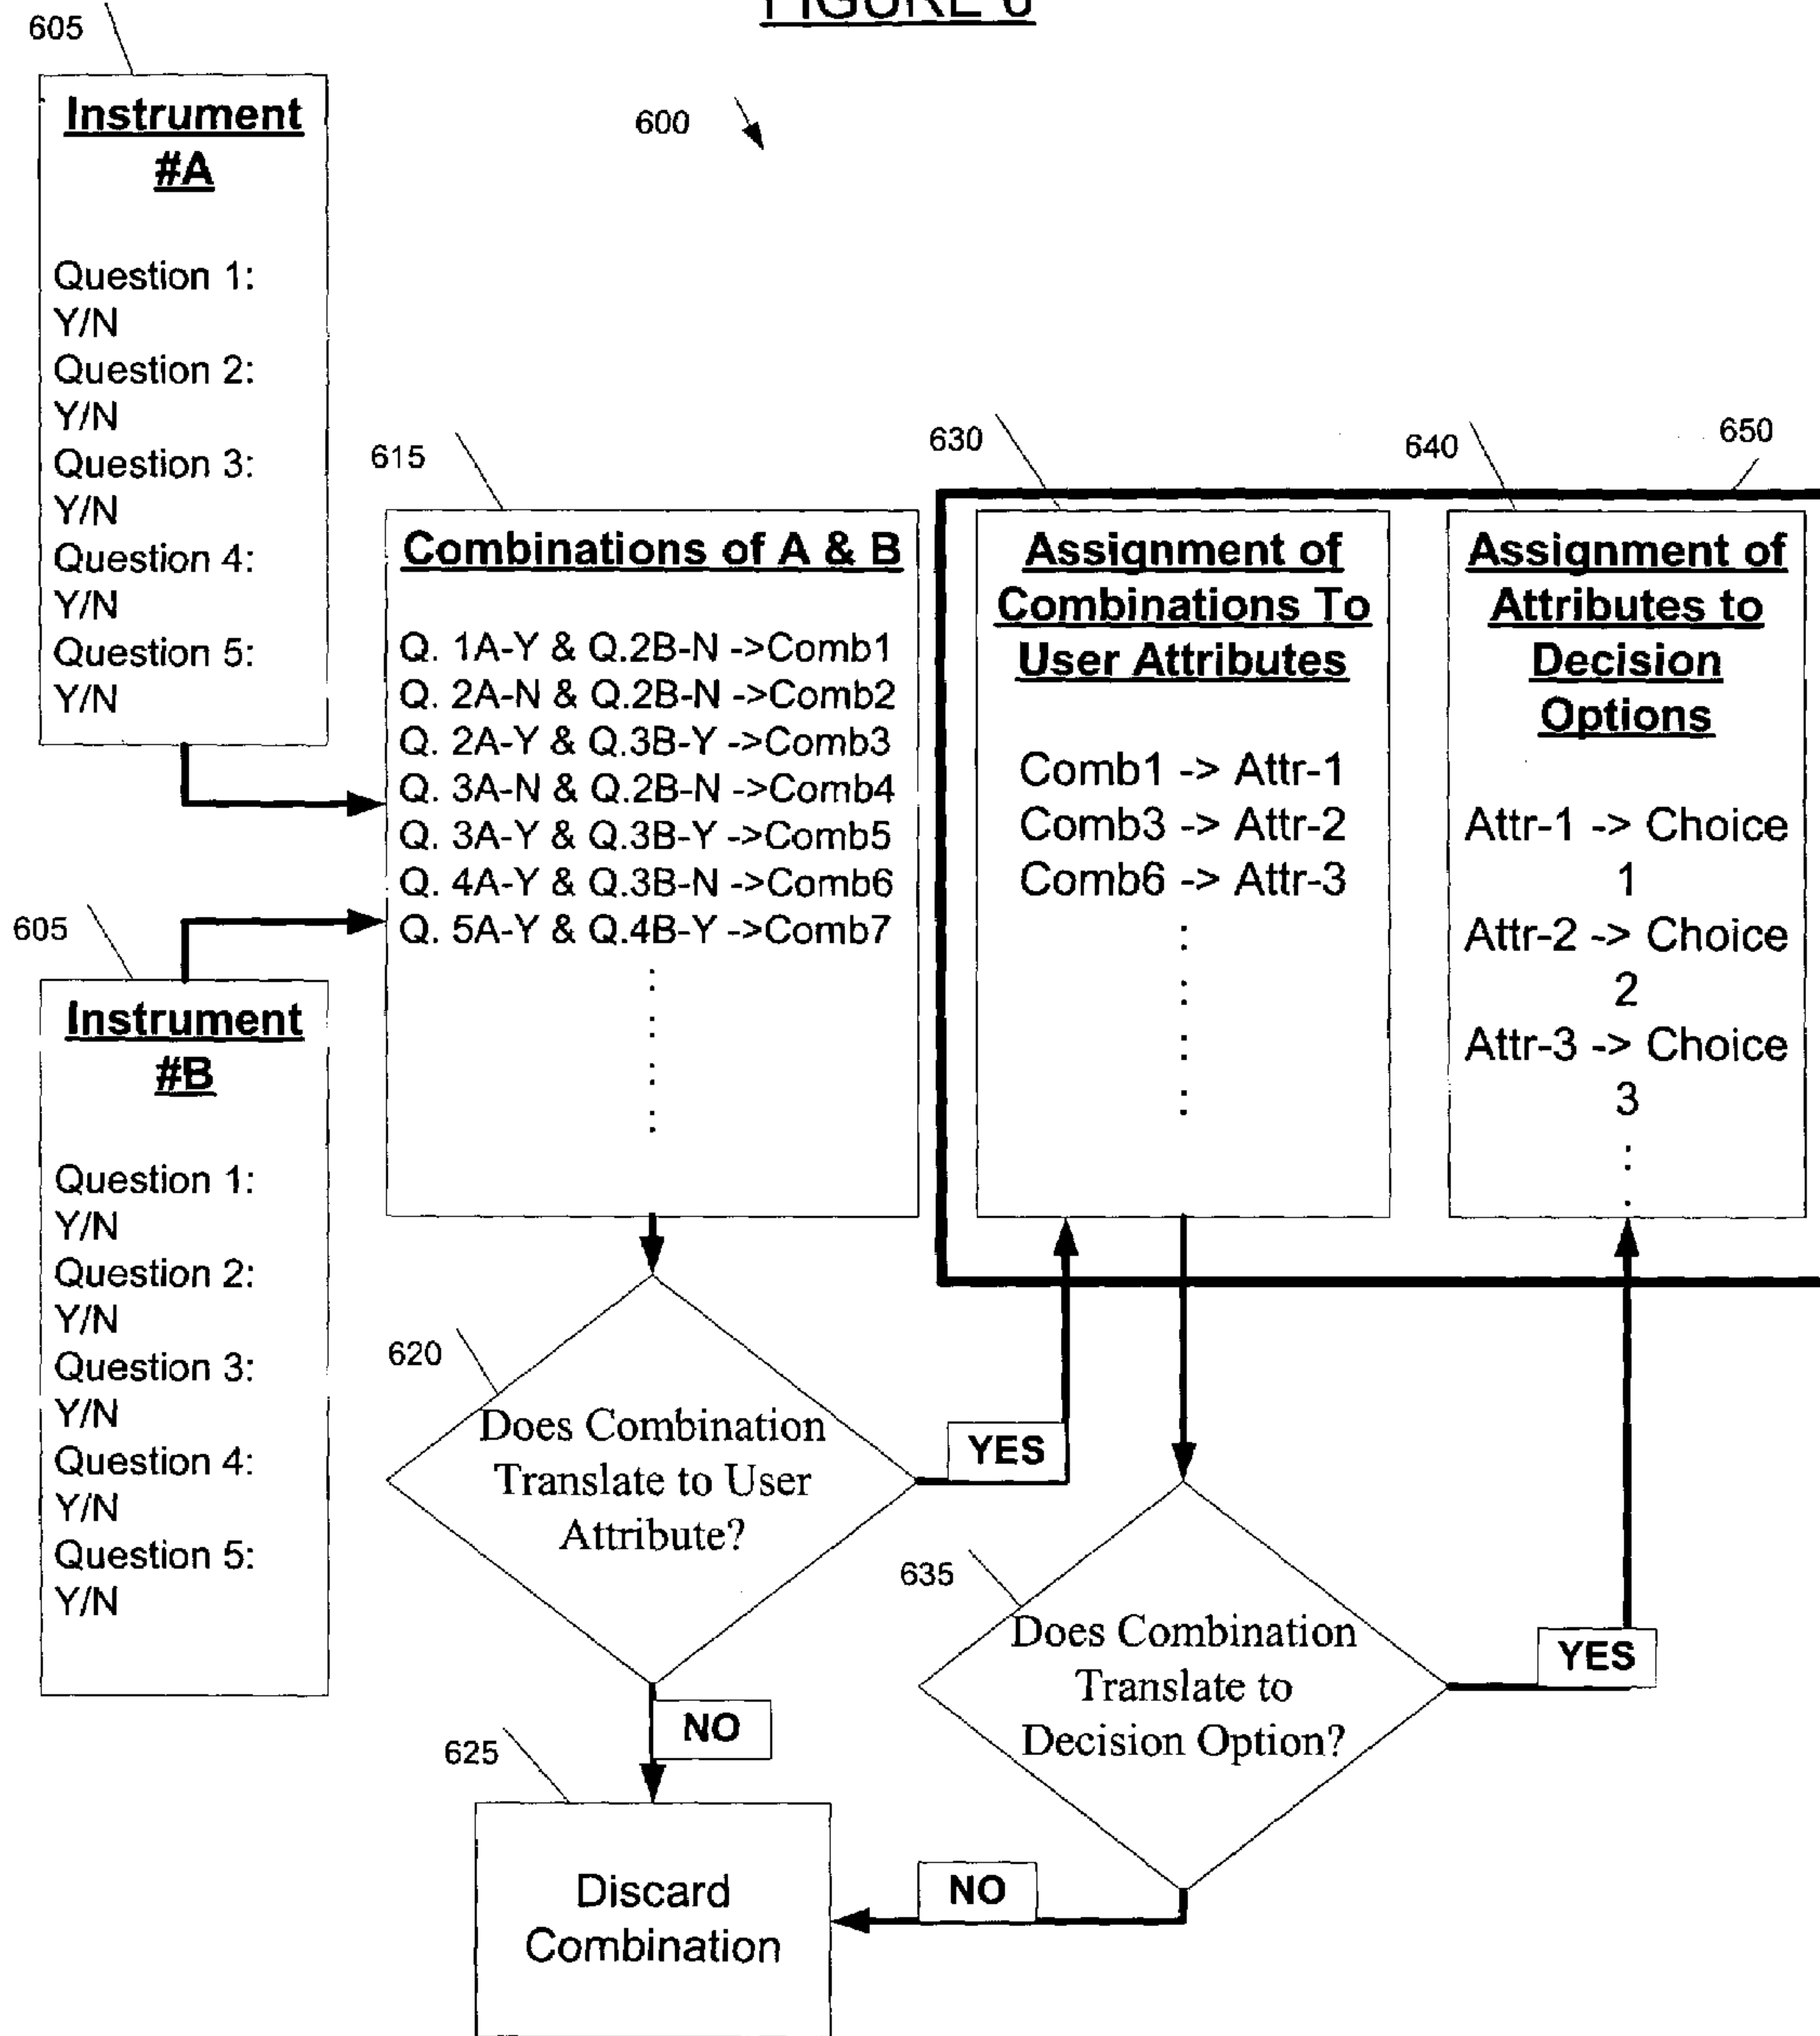 FIGURE 6
605
Instrument
#A
Question 1:
Y/N
Question 2:
Y/N
Question 3:
Y/N
Question 4:
Y/N
Question 5:
Y/N
600
605
Instrument
#B
Question 1:
Y/N
Question 2:
Y/N
Question 3:
Y/N
Question 4:
Y/N
Question 5:
Y/N
615
Combinations of A & B
Q. 1A-Y & Q.2B-N ->Comb1
Q. 2A-N & Q.2B-N ->Comb2
Q. 2A-Y & Q.3B-Y ->Comb3
Q. 3A-N & Q.2B-N ->Comb4
Q. 3A-Y & Q.3B-Y ->Comb5
Q. 4A-Y & Q.3B-N ->Comb6
Q. 5A-Y & Q.4B-Y ->Comb7
630
Assignment of
Combinations To
User Attributes
Comb1 -> Attr-1
Comb3 -> Attr-2
Comb6 -> Attr-3
640
650
Assignment of
Attributes to
Decision
Options
Attr-1 -> Choice
1
Attr-2 -> Choice
2
Attr-3 -> Choice
3
620
Does Combination
Translate to User
Attribute?
YES
NO
635
Does Combination
Translate to
Decision Option?
YES
NO
625
Discard
Combination